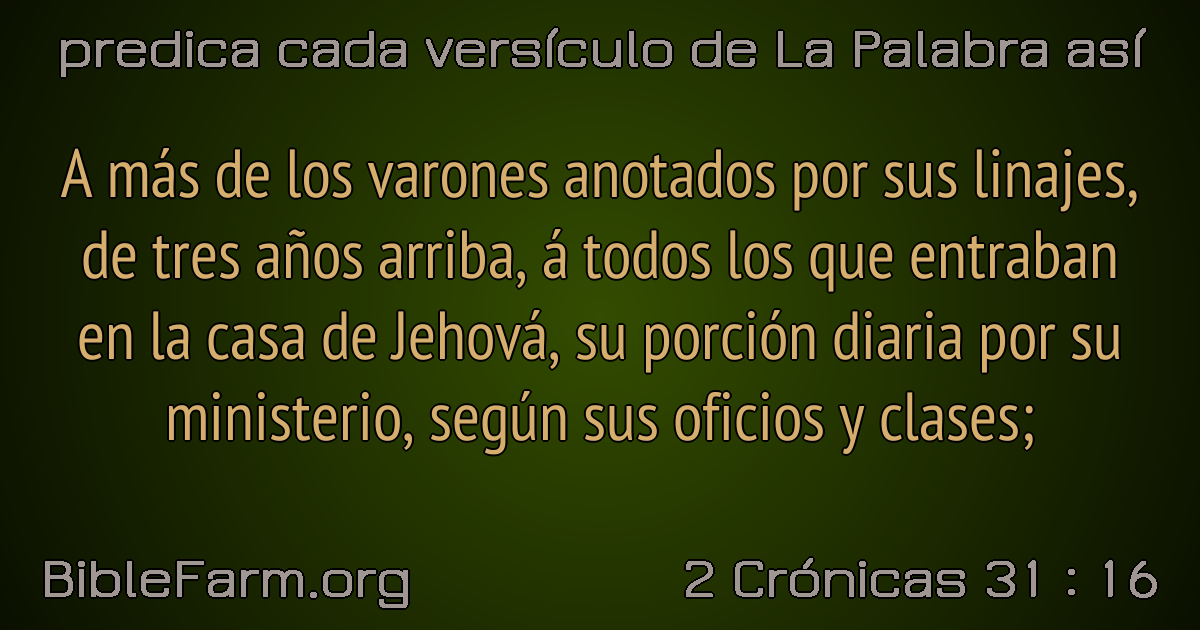 predica cada versículo de La Palabra así
A más de los varones anotados por sus linajes,
de tres años arriba, á todos los que entraban
en la casa de Jehová, su porción diaria por su
ministerio, según sus oficios y clases;
BibleFarm.org
2 Crónicas 31 : 16